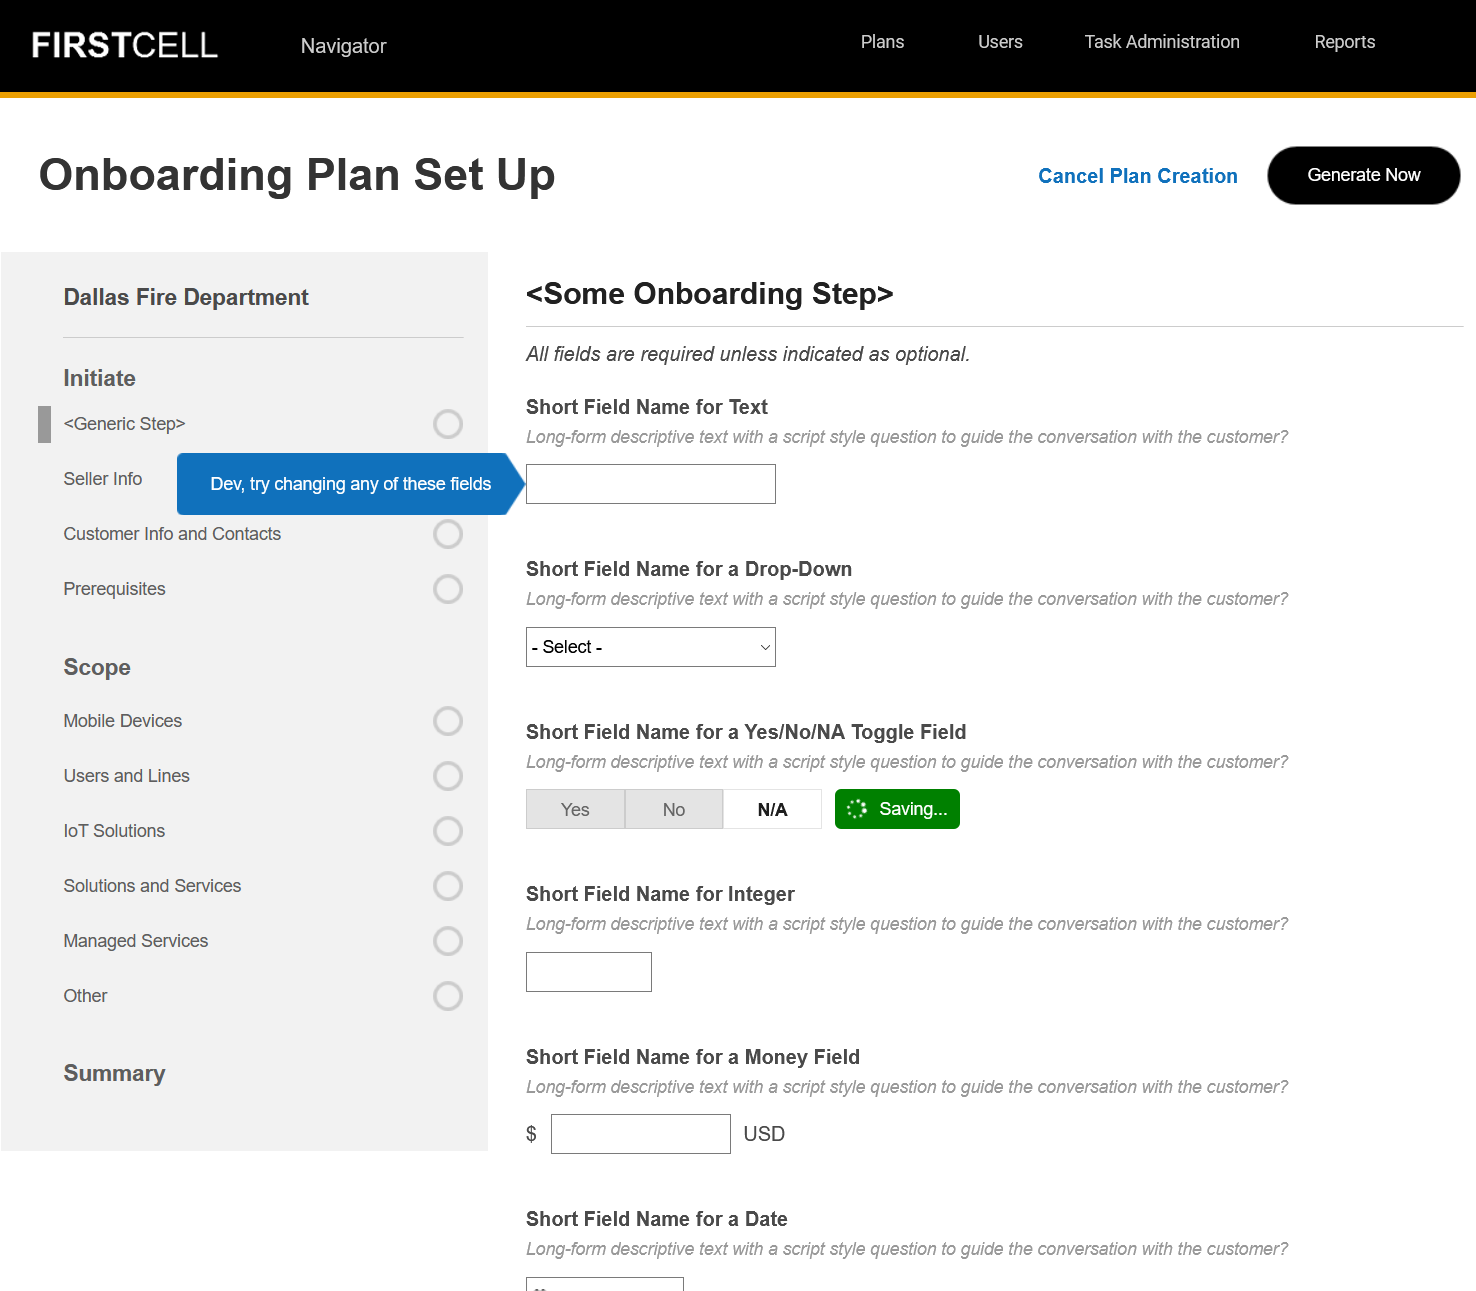 FIRSTCELL
Navigator
Plans
Users
Task Administration
Reports
Onboarding Plan Set Up
Cancel Plan Creation
Generate Now
Dallas Fire Department
Initiate
<Generic Step>
Seller Info
Customer Info and Contacts
Prerequisites
Scope
Mobile Devices
Users and Lines
IoT Solutions
Solutions and Services
Managed Services
Other
Summary
<Some Onboarding Step>
All fields are required unless indicated as optional.
Short Field Name for Text
Long-form descriptive text with a script style question to guide the conversation with the customer?
Dev, try changing any of these fields
Short Field Name for a Drop-Down
Long-form descriptive text with a script style question to guide the conversation with the customer?
- Select -
Short Field Name for a Yes/No/NA Toggle Field
Long-form descriptive text with a script style question to guide the conversation with the customer?
Yes
No
N/A
Saving...
Short Field Name for Integer
Long-form descriptive text with a script style question to guide the conversation with the customer?
Short Field Name for a Money Field
Long-form descriptive text with a script style question to guide the conversation with the customer?
$
USD
Short Field Name for a Date
Long-form descriptive text with a script style question to guide the conversation with the customer?